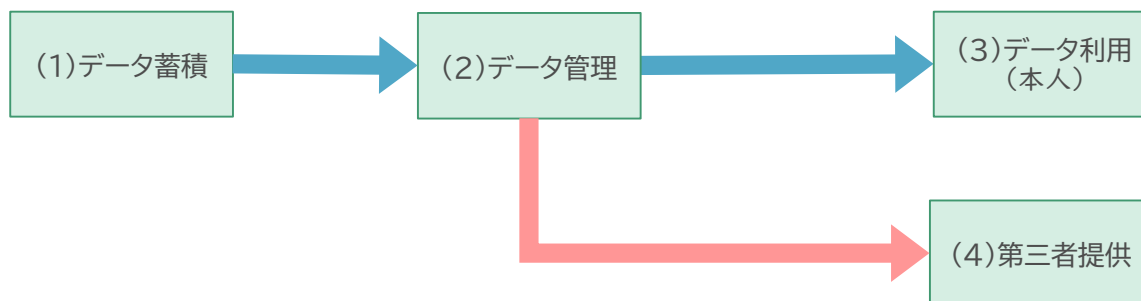 (1)データ蓄積
(2)データ管理
(3)データ利用
(本人)
(4)第三者提供